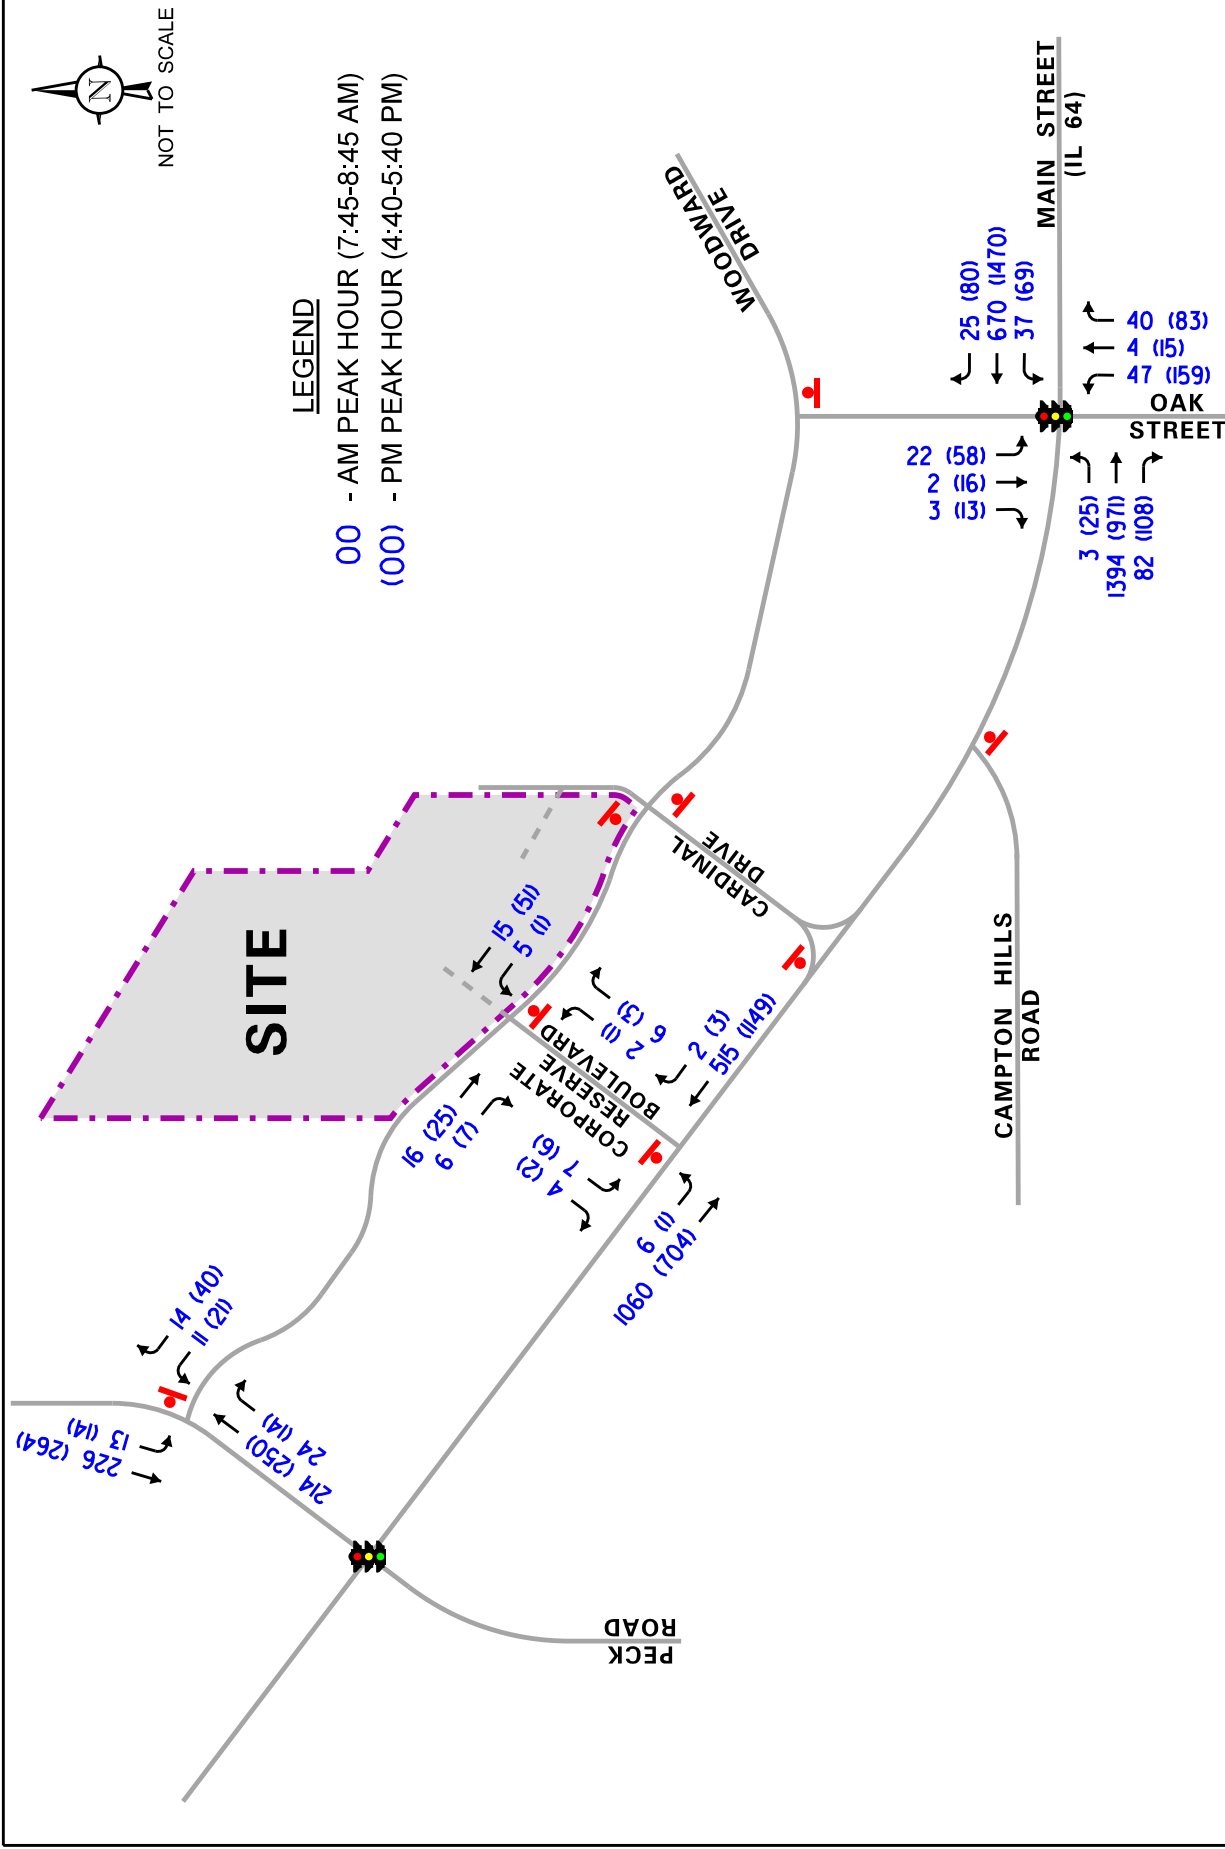 N
NOT TO SCALE
LEGEND
00 - AM PEAK HOUR (7:45-8:45 AM)
(00) - PM PEAK HOUR (4:40-5:40 PM)
SITE
WOODWARD
DRIVE
MAIN STREET
(IL 64)
25 (80)
670 (1470)
37 (69)
40 (83)
4 (15)
47 (159)
OAK
STREET
22 (58)
2 (16)
3 (13)
3 (25)
1394 (971)
82 (108)
CARDINAL
DRIVE
15 (51)
5 (1)
2 (1)
6 (3)
CORPORATE
RESERVE
BOULEVARD
16 (25)
6 (7)
2 (3)
515 (1149)
4 (2)
7 (6)
6 (1)
1060 (704)
CAMPTON HILLS
ROAD
14 (40)
11 (21)
226 (264)
13 (14)
214 (250)
24 (14)
PECK
ROAD